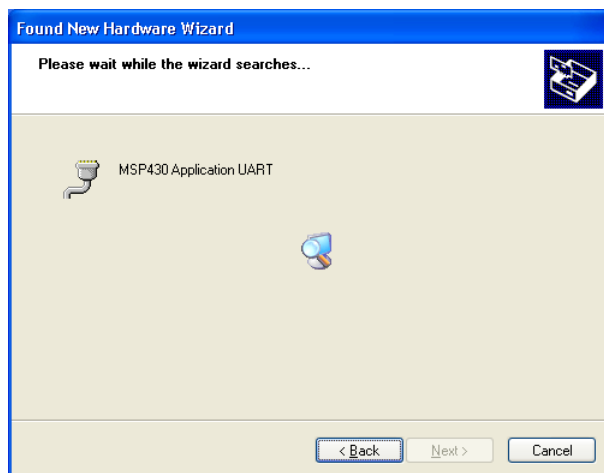 Found New Hardware Wizard
Please wait while the wizard searches...
MSP430 Application UART
< Back
Next >
Cancel